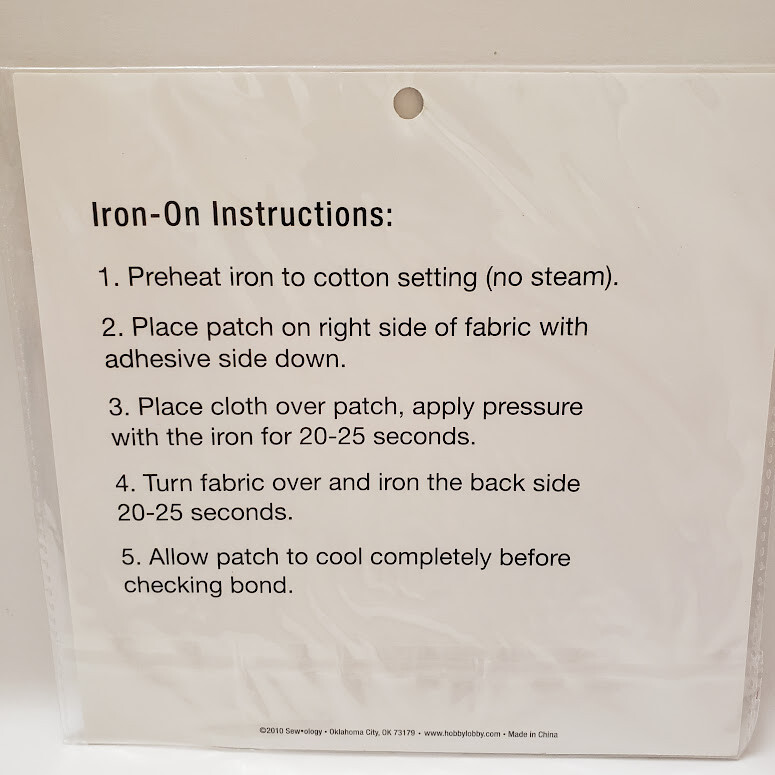 Iron-On Instructions:
1. Preheat iron to cotton setting (no steam).
2. Place patch on right side of fabric with
adhesive side down.
3. Place cloth over patch, apply pressure
with the iron for 20-25 seconds.
4. Turn fabric over and iron the back side
20-25 seconds.
5. Allow patch to cool completely before
checking bond.
©2010 Sew•ology • Oklahoma City, OK 73179 • www.hobbylobby.com • Made in China